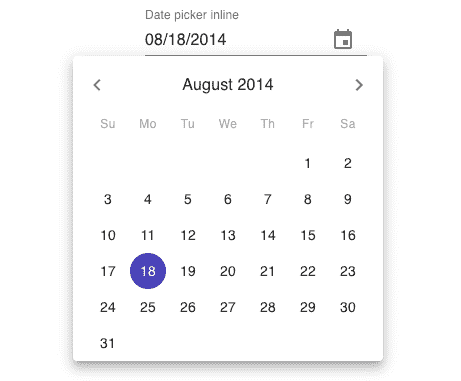 Date picker inline
08/18/2014
August 2014
Su Mo Tu We Th Fr Sa
1 2
3 4 5 6 7 8 9
10 11 12 13 14 15 16
17 18 19 20 21 22 23
24 25 26 27 28 29 30
31